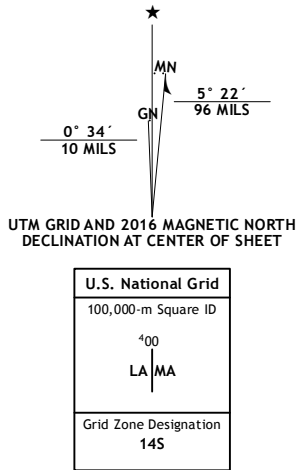 MN
GN
5° 22´
96 MILS
0° 34´
10 MILS
UTM GRID AND 2016 MAGNETIC NORTH
DECLINATION AT CENTER OF SHEET
U.S. National Grid
100,000-m Square ID
⁴00
LA MA
Grid Zone Designation
14S